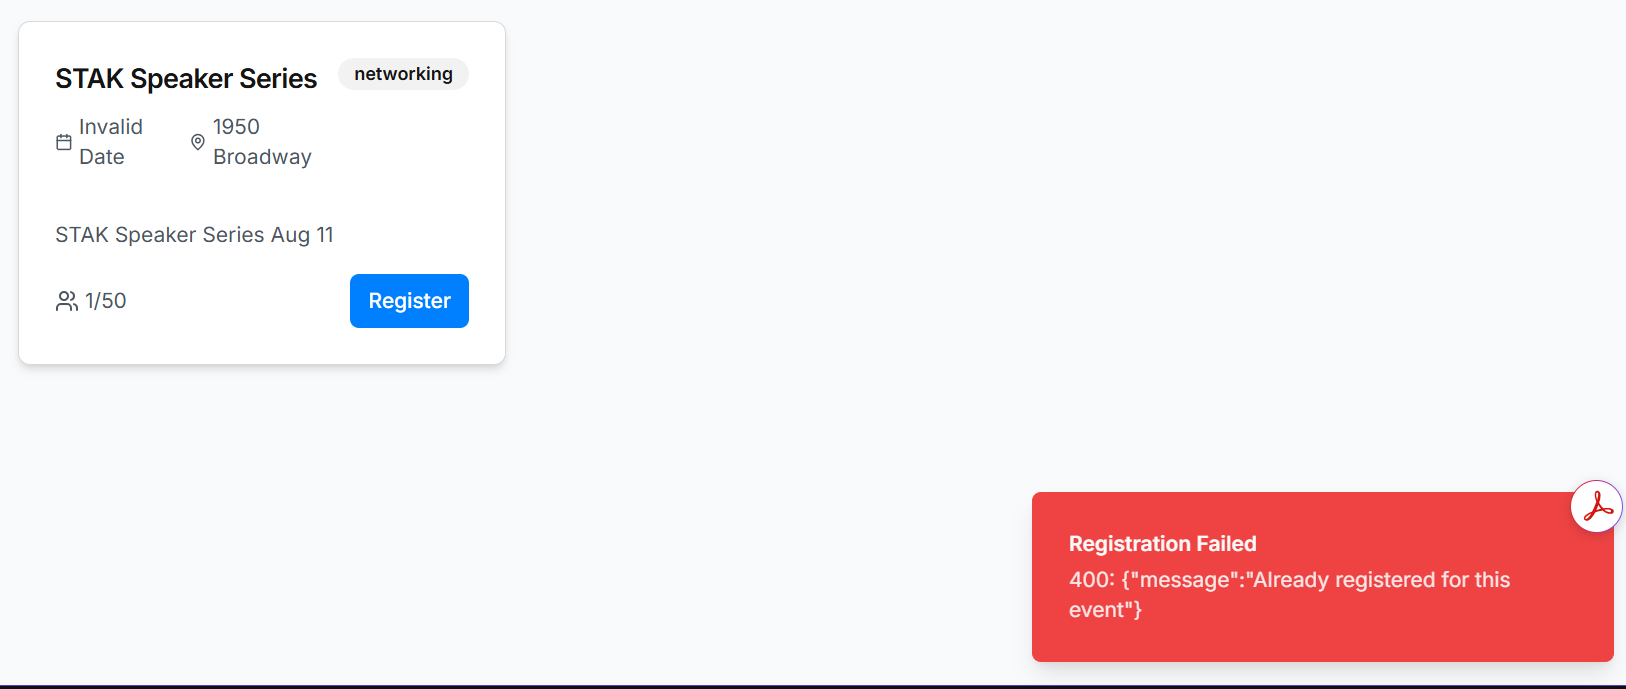 STAK Speaker Series
networking
Invalid
Date
1950
Broadway
STAK Speaker Series Aug 11
1/50
Register
Registration Failed
400: {"message":"Already registered for this
event"}